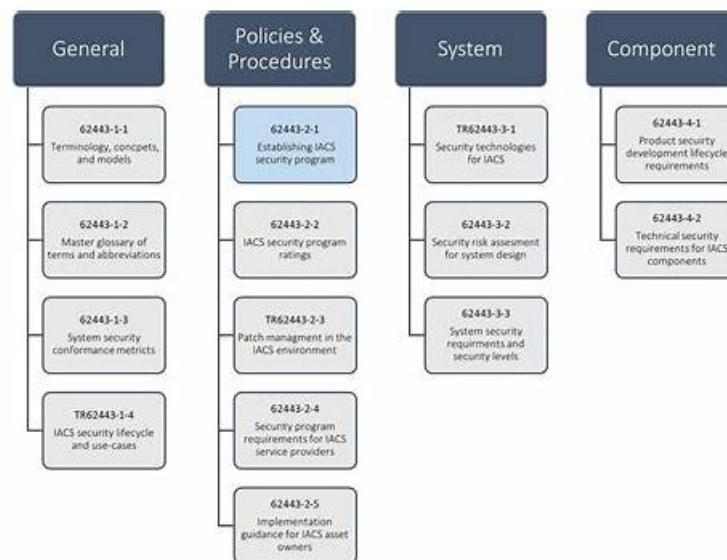 General
62443-1-1
Terminology, concpets,
and models
62443-1-2
Master glossary of
terms and abbreviations
62443-1-3
System security
conformance metricts
TR62443-1-4
IACS security lifecycle
and use-cases
Policies &
Procedures
62443-2-1
Establishing IACS
security program
62443-2-2
IACS security program
ratings
TR62443-2-3
Patch managment in the
IACS environment
62443-2-4
Security program
requirements for IACS
service providers
62443-2-5
Implementation
guidance for IACS asset
owners
System
TR62443-3-1
Security technologies
for IACS
62443-3-2
Security risk assesment
for system design
62443-3-3
System security
requirments and
security levels
Component
62443-4-1
Product secuirty
development lifecycle
requirements
62443-4-2
Technical security
requirements for IACS
components